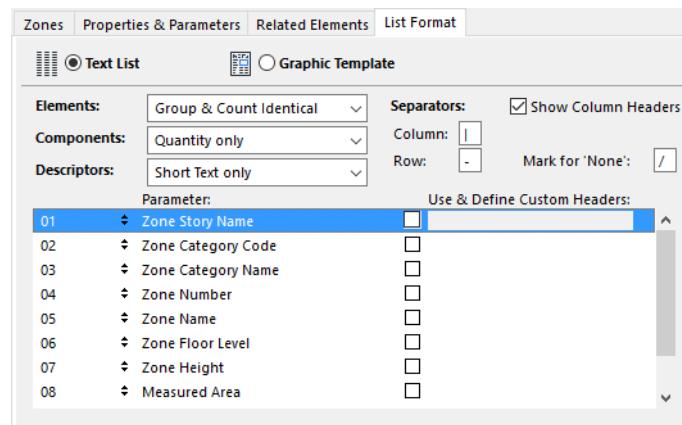 Zones Properties & Parameters Related Elements List Format
Text List Graphic Template
Elements: Group & Count Identical Separators: Show Column Headers
Components: Quantity only Column: |
Descriptors: Short Text only Row: - Mark for 'None': /
Parameter: Use & Define Custom Headers:
01 Zone Story Name
02 Zone Category Code
03 Zone Category Name
04 Zone Number
05 Zone Name
06 Zone Floor Level
07 Zone Height
08 Measured Area